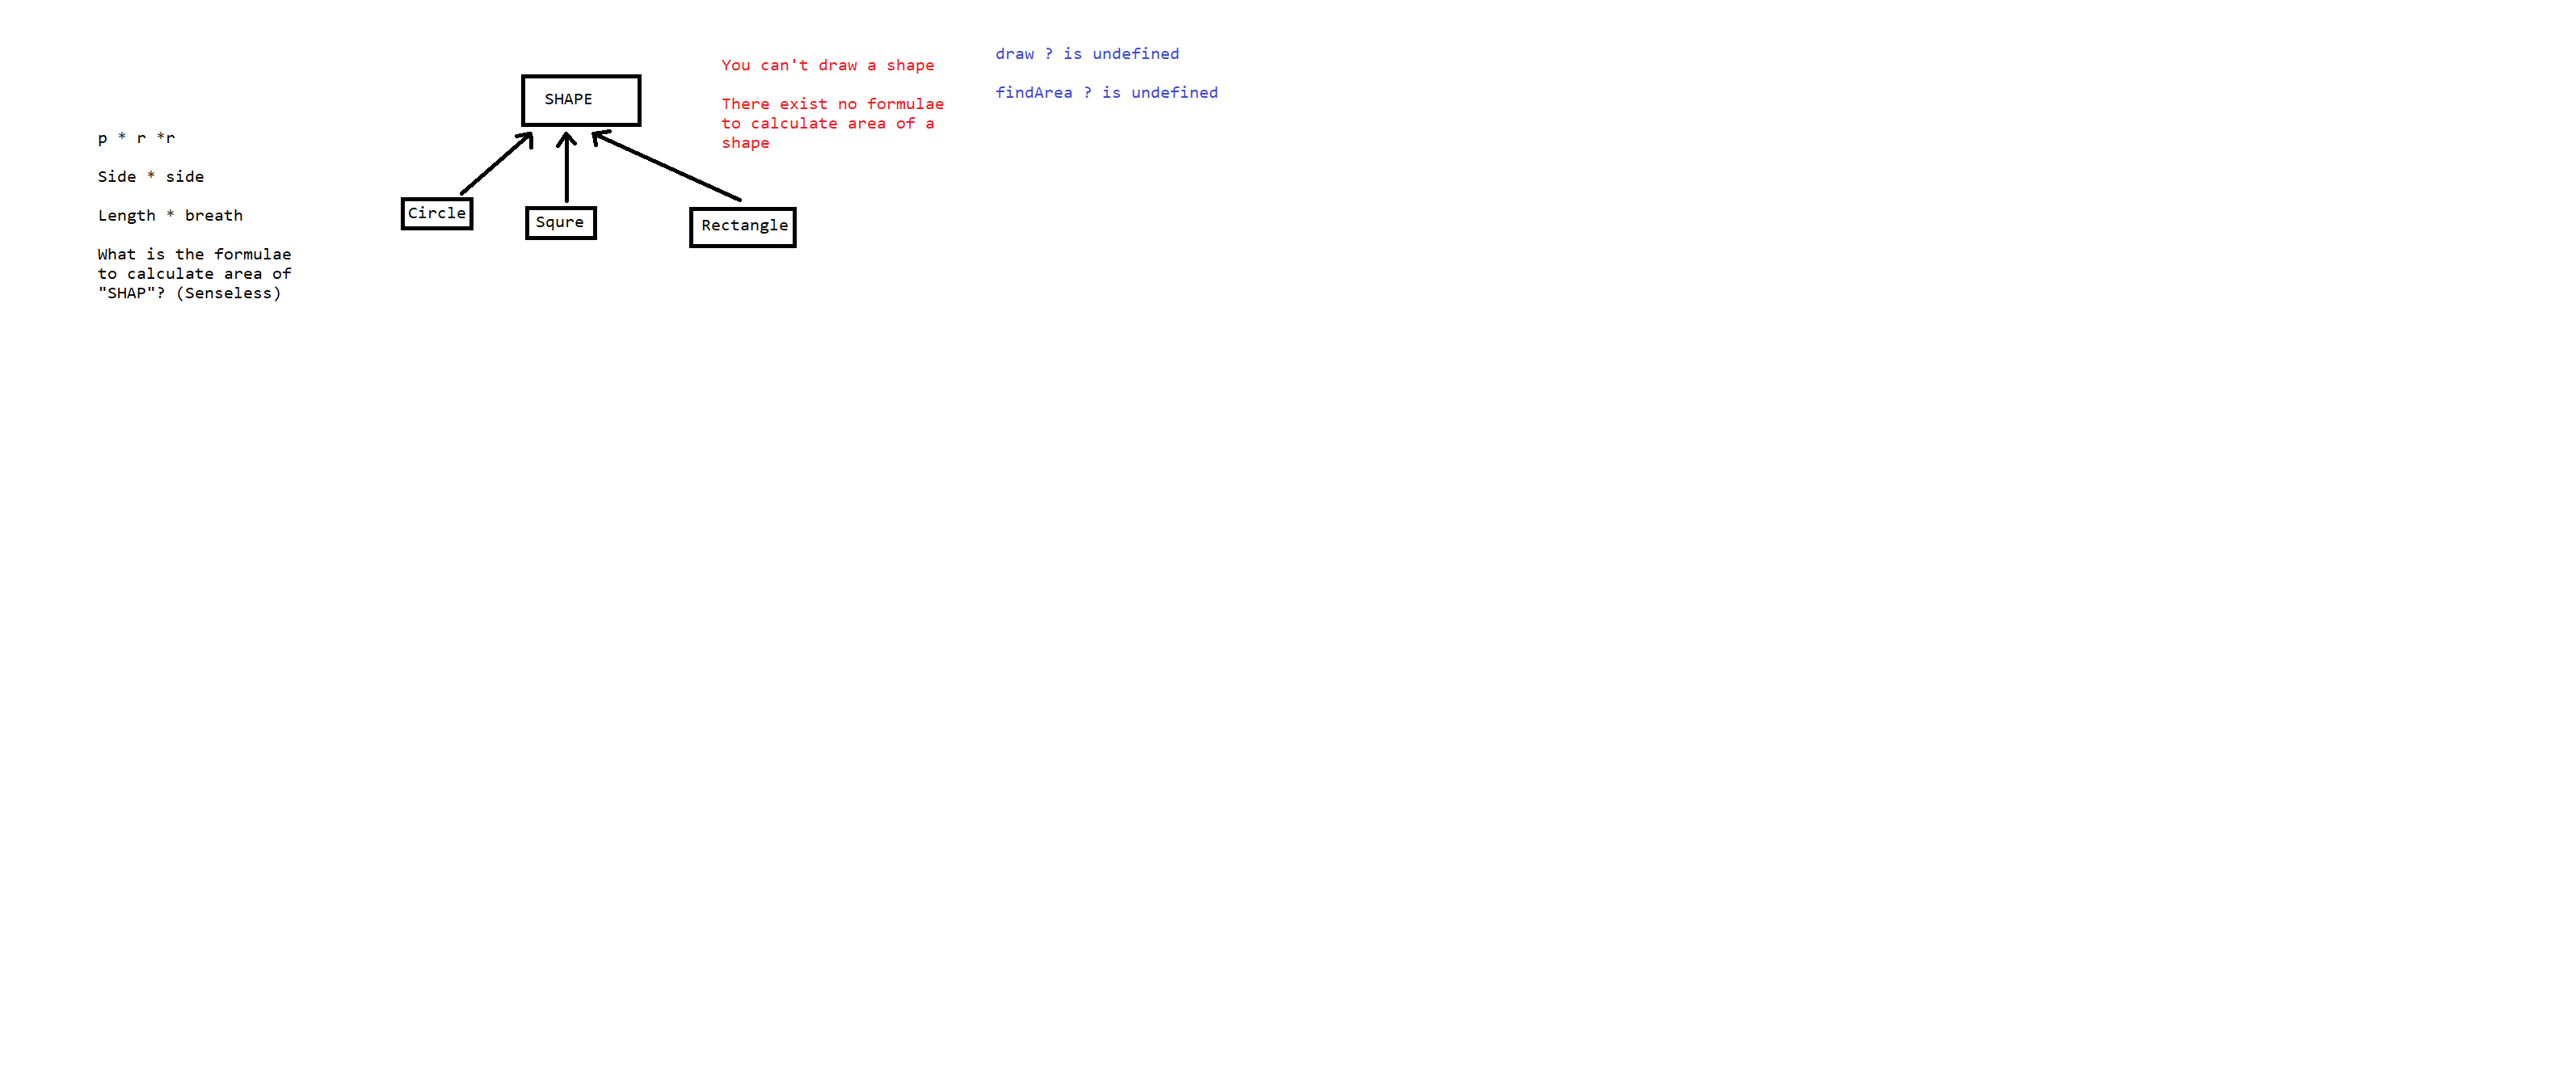 p * r *r
Side * side
Length * breath
What is the formulae
to calculate area of
"SHAP"? (Senseless)
SHAPE
Circle
Squre
Rectangle
You can't draw a shape
There exist no formulae
to calculate area of a
shape
draw ? is undefined
findArea ? is undefined